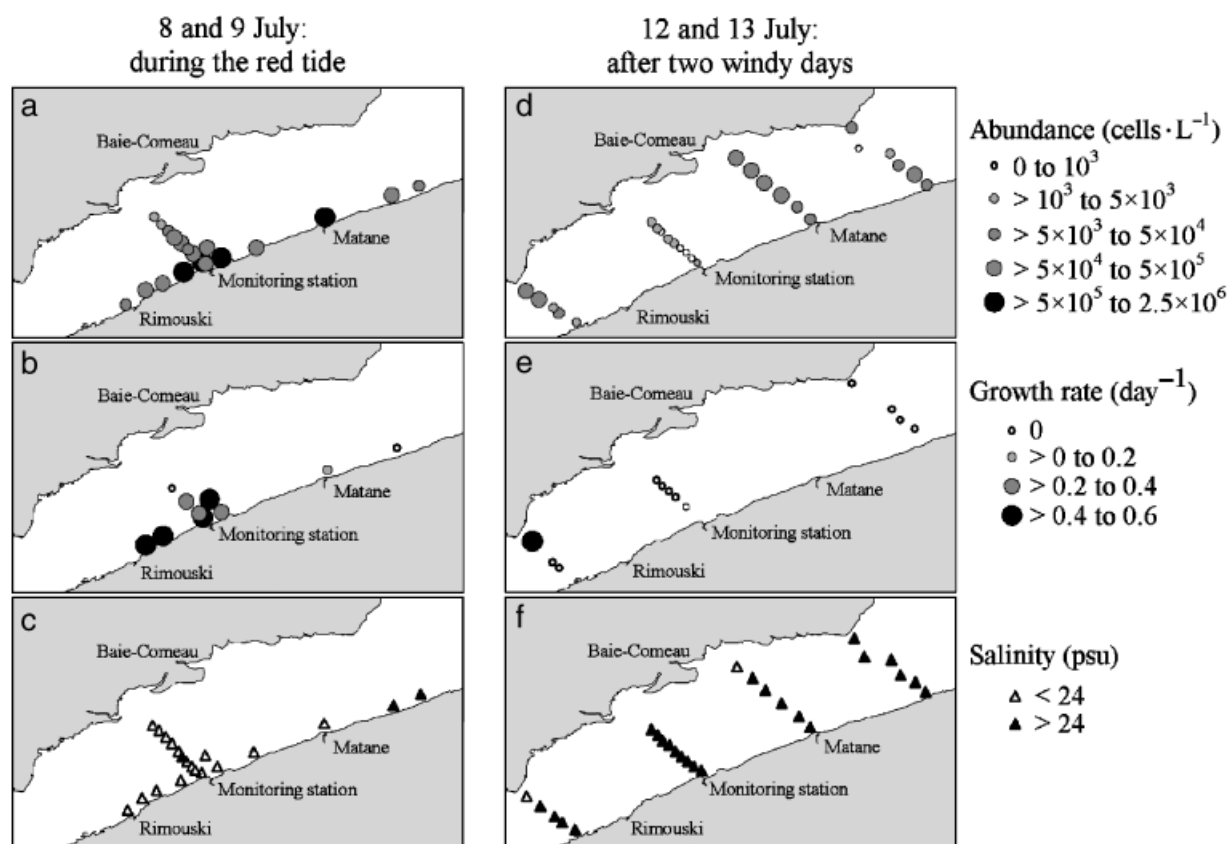 8 and 9 July:
during the red tide
12 and 13 July:
after two windy days
a
Baie-Comeau
Matane
Monitoring station
Rimouski
d
Baie-Comeau
Matane
Monitoring station
Rimouski
Abundance (cells·L⁻¹)
0 to 10³
> 10³ to 5×10³
> 5×10³ to 5×10⁴
> 5×10⁴ to 5×10⁵
> 5×10⁵ to 2.5×10⁶
b
Baie-Comeau
Matane
Monitoring station
Rimouski
e
Baie-Comeau
Matane
Monitoring station
Rimouski
Growth rate (day⁻¹)
0
> 0 to 0.2
> 0.2 to 0.4
> 0.4 to 0.6
c
Baie-Comeau
Matane
Monitoring station
Rimouski
f
Baie-Comeau
Matane
Monitoring station
Rimouski
Salinity (psu)
< 24
> 24